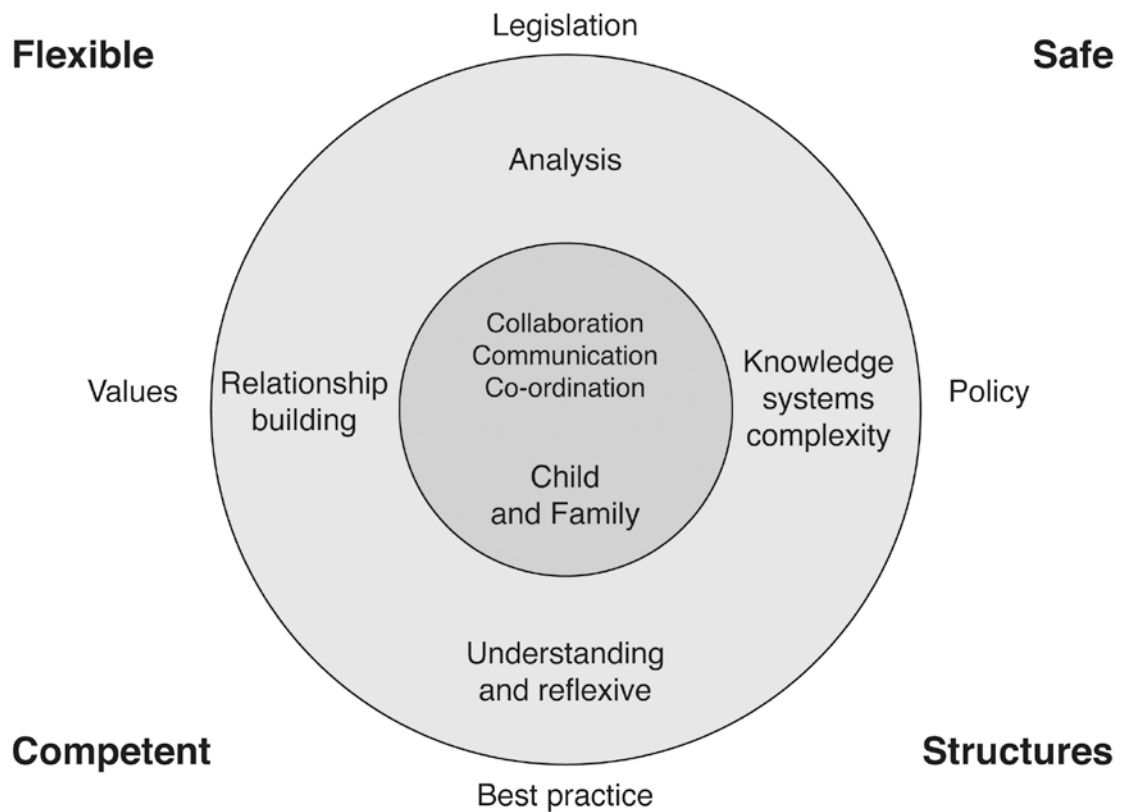 Legislation
Flexible
Safe
Analysis
Collaboration
Communication
Co-ordination
Values
Relationship
building
Knowledge
systems
complexity
Policy
Child
and Family
Understanding
and reflexive
Competent
Structures
Best practice